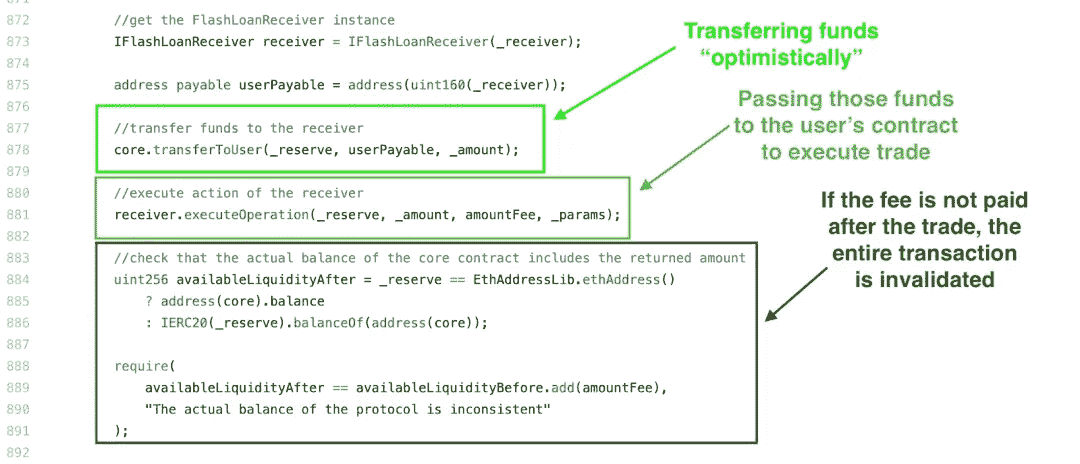 871
872 //get the FlashLoanReceiver instance
873 IFlashLoanReceiver receiver = IFlashLoanReceiver(_receiver);
874
875 address payable userPayable = address(uint160(_receiver));
876
877 //transfer funds to the receiver
878 core.transferToUser(_reserve, userPayable, _amount);
879
880 //execute action of the receiver
881 receiver.executeOperation(_reserve, _amount, amountFee, _params);
882
883 //check that the actual balance of the core contract includes the returned amount
884 uint256 availableLiquidityAfter = _reserve == EthAddressLib.ethAddress()
885 ? address(core).balance
886 : IERC20(_reserve).balanceOf(address(core));
887
888 require(
889 availableLiquidityAfter == availableLiquidityBefore.add(amountFee),
890 "The actual balance of the protocol is inconsistent"
891 );
892
Transferring funds
“optimistically”
Passing those funds
to the user’s contract
to execute trade
If the fee is not paid
after the trade, the
entire transaction
is invalidated